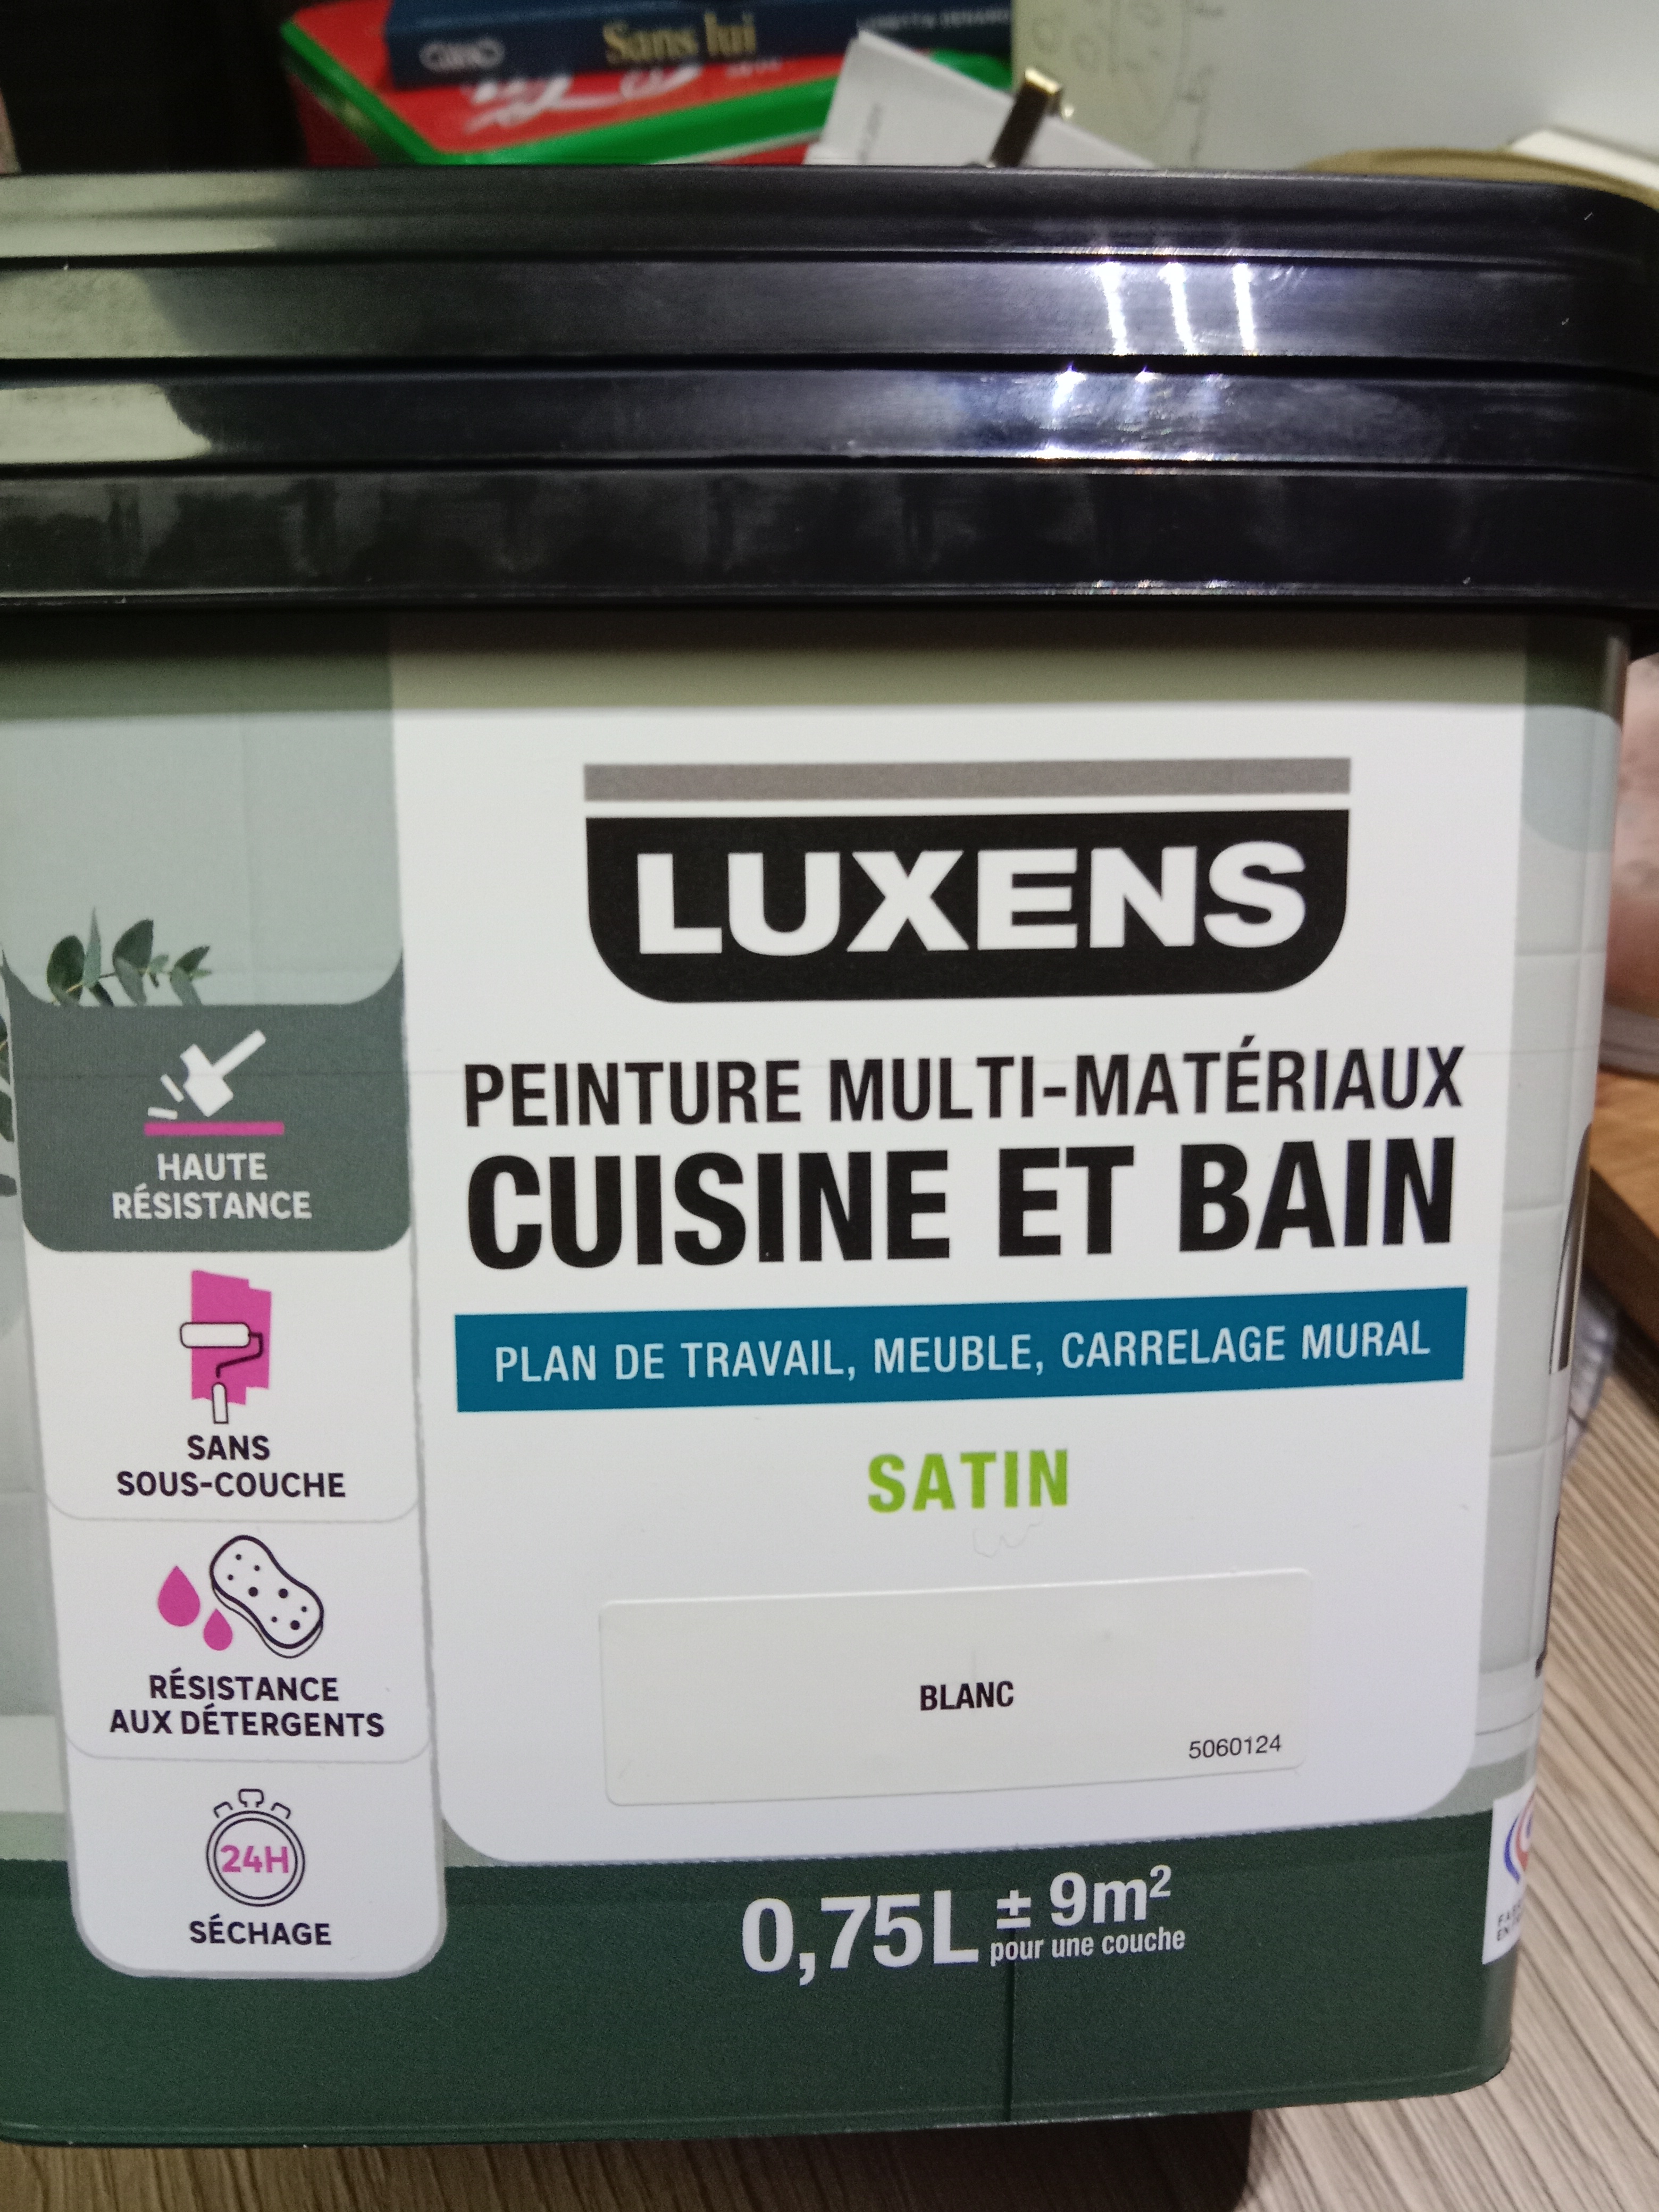 Sans lui
LUXENS
PEINTURE MULTI-MATÉRIAUX
CUISINE ET BAIN
PLAN DE TRAVAIL, MEUBLE, CARRELAGE MURAL
SATIN
BLANC
5060124
0,75L ± 9m²
pour une couche
HAUTE
RÉSISTANCE
SANS
SOUS-COUCHE
RÉSISTANCE
AUX DÉTERGENTS
24H
SÉCHAGE